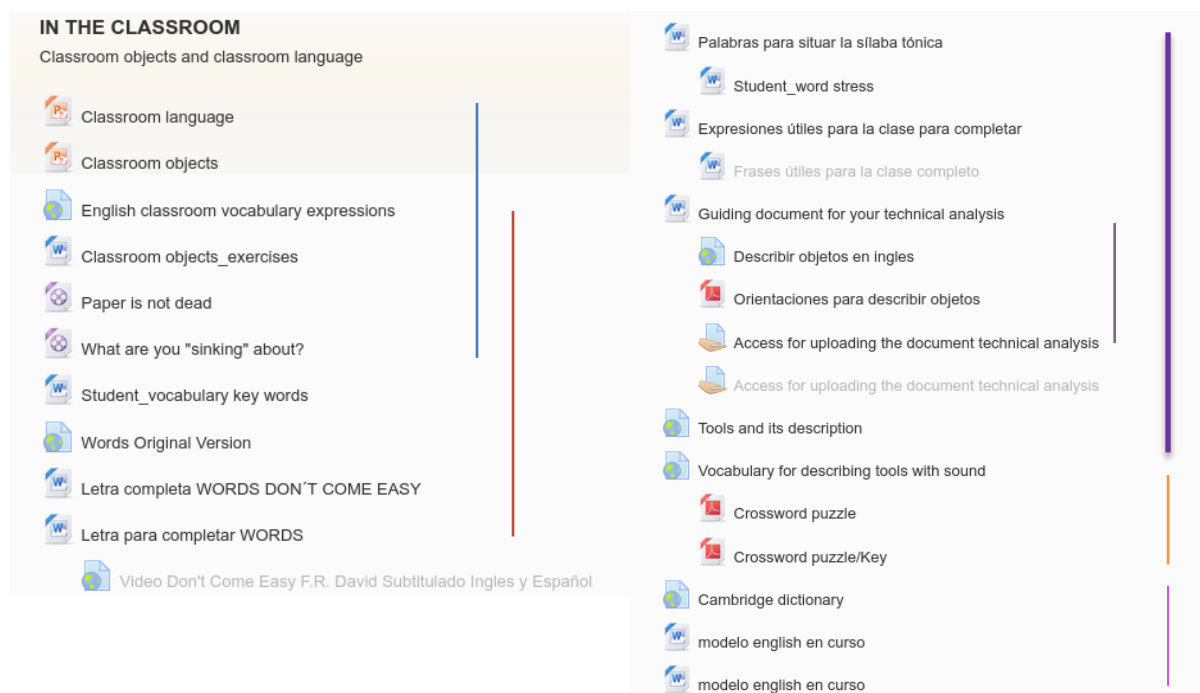 IN THE CLASSROOM
Classroom objects and classroom language
Classroom language
Classroom objects
English classroom vocabulary expressions
Classroom objects_exercises
Paper is not dead
What are you "sinking" about?
Student_vocabulary key words
Words Original Version
Letra completa WORDS DON´T COME EASY
Letra para completar WORDS
Video Don't Come Easy F.R. David Subtitulado Ingles y Español
Palabras para situar la sílaba tónica
Student_word stress
Expresiones útiles para la clase para completar
Frases útiles para la clase completo
Guiding document for your technical analysis
Describir objetos en ingles
Orientaciones para describir objetos
Access for uploading the document technical analysis
Access for uploading the document technical analysis
Tools and its description
Vocabulary for describing tools with sound
Crossword puzzle
Crossword puzzle/Key
Cambridge dictionary
modelo english en curso
modelo english en curso